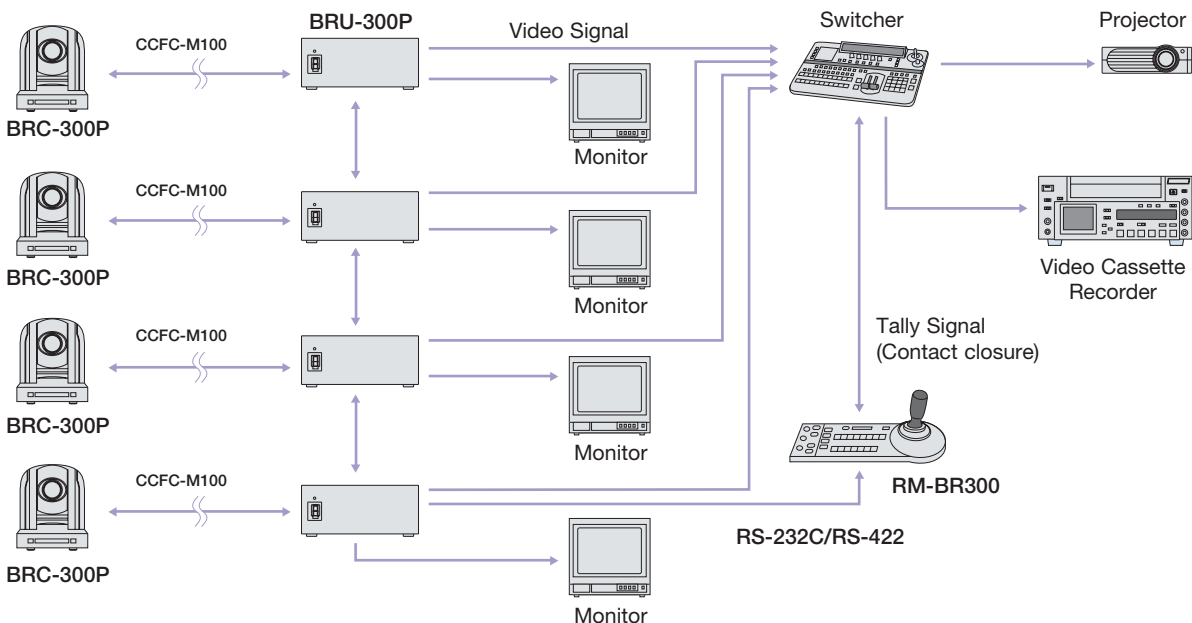 BRU-300P
Switcher
Projector
CCFC-M100
Video Signal
BRC-300P
Monitor
CCFC-M100
BRC-300P
Monitor
Video Cassette
Recorder
CCFC-M100
Tally Signal
(Contact closure)
BRC-300P
Monitor
CCFC-M100
RM-BR300
RS-232C/RS-422
BRC-300P
Monitor